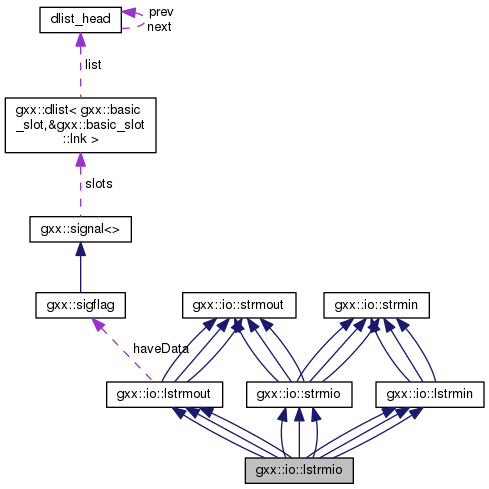 dlist_head
prev
next
list
gxx::dlist< gxx::basic
_slot,&gxx::basic_slot
::lnk >
slots
gxx::signal<>
gxx::sigflag
gxx::io::strmout
gxx::io::strmin
haveData
gxx::io::lstrmout
gxx::io::strmio
gxx::io::lstrmin
gxx::io::lstrmio